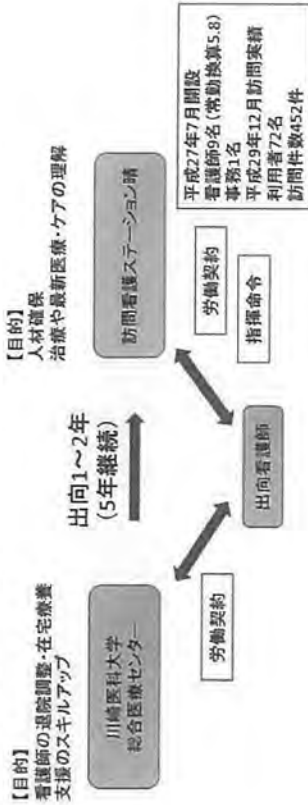 【目的】
看護師の退院調整・在宅療養
支援のスキルアップ
川崎医科大学
総合医療センター
労働契約
出向1~2年
(5年継続)
出向看護師
【目的】
人材確保
治療や最新医療・ケアの理解
訪問看護ステーション晴
労働契約
指揮命令
平成27年7月開設
看護師9名(常勤換算5.8)
事務1名
平成29年12月訪問実績
利用者72名
訪問件数452件